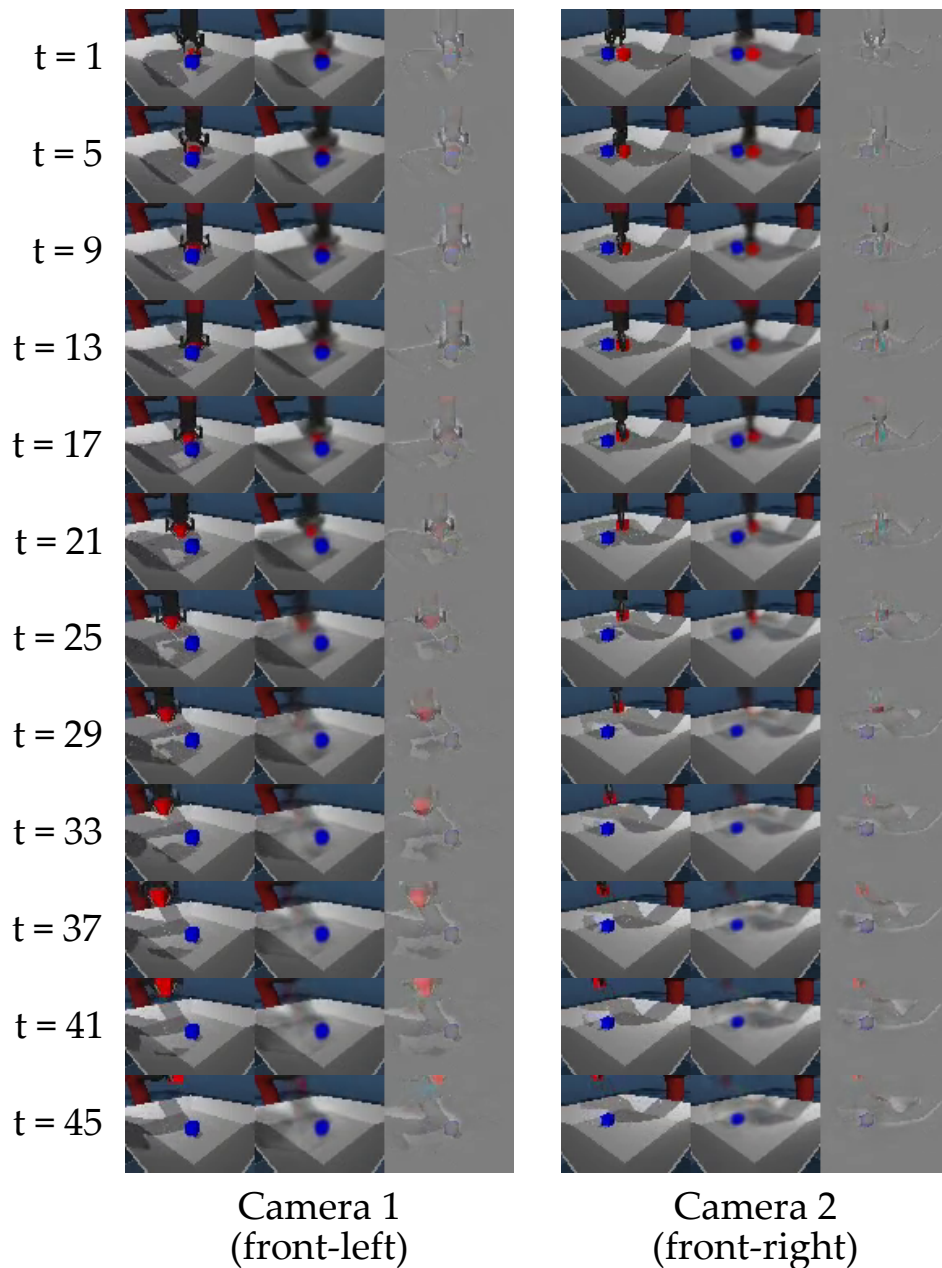 t = 1
t = 5
t = 9
t = 13
t = 17
t = 21
t = 25
t = 29
t = 33
t = 37
t = 41
t = 45
Camera 1
(front-left)
Camera 2
(front-right)